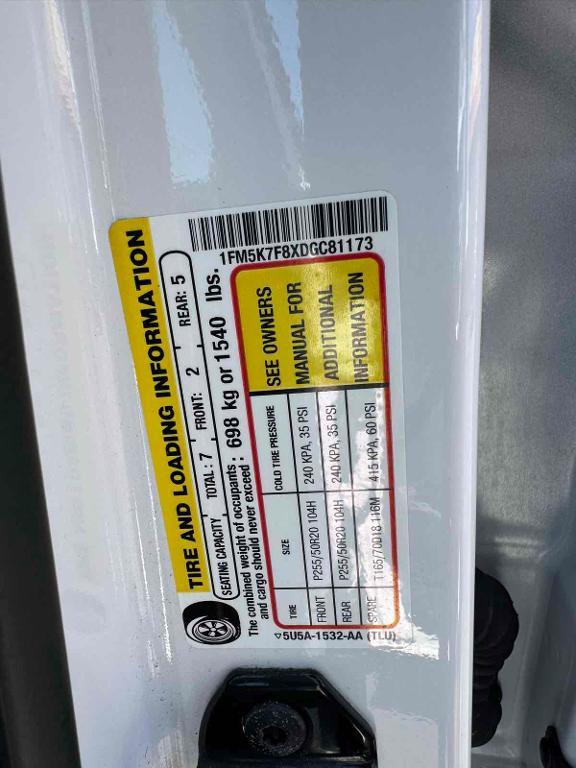 1FM5K7F8XDGC81173
TIRE AND LOADING INFORMATION
SEATING CAPACITY TOTAL : 7 FRONT: 2 REAR: 5
The combined weight of occupants : 698 kg or 1540 lbs.
and cargo should never exceed :
TIRE SIZE COLD TIRE PRESSURE SEE OWNERS
FRONT P255/50R20 104H 240 KPA, 35 PSI MANUAL FOR
REAR P255/50R20 104H 240 KPA, 35 PSI ADDITIONAL
SPARE T165/70D18 116M 415 KPA, 60 PSI INFORMATION
5U5A-1532-AA (TLU)